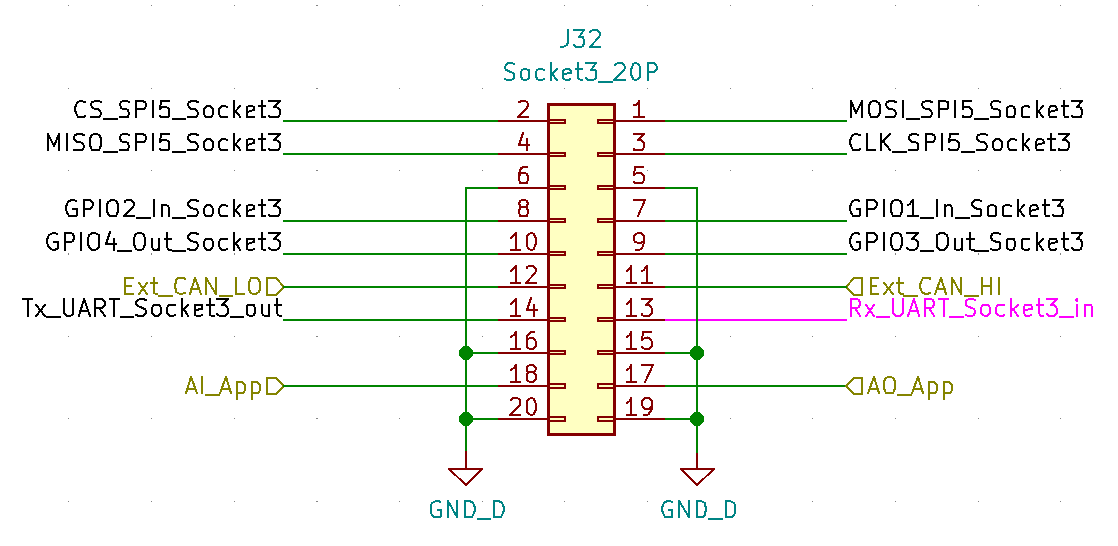 J32
Socket3_20P
CS_SPI5_Socket3 2 1 MOSI_SPI5_Socket3
MISO_SPI5_Socket3 4 3 CLK_SPI5_Socket3
6 5
GPIO2_In_Socket3 8 7 GPIO1_In_Socket3
GPIO4_Out_Socket3 10 9 GPIO3_Out_Socket3
Ext_CAN_LO 12 11 Ext_CAN_HI
Tx_UART_Socket3_out 14 13 Rx_UART_Socket3_in
16 15
AI_App 18 17 AO_App
20 19
GND_D GND_D